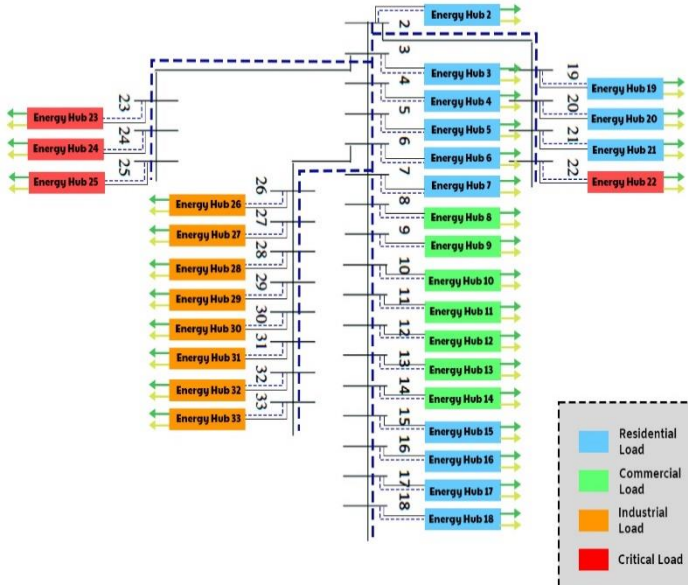 2
Energy Hub 2
3
Energy Hub 3
4
Energy Hub 4
5
Energy Hub 5
6
Energy Hub 6
7
Energy Hub 7
8
Energy Hub 8
9
Energy Hub 9
10
Energy Hub 10
11
Energy Hub 11
12
Energy Hub 12
13
Energy Hub 13
14
Energy Hub 14
15
Energy Hub 15
16
Energy Hub 16
17
Energy Hub 17
18
Energy Hub 18
19
Energy Hub 19
20
Energy Hub 20
21
Energy Hub 21
22
Energy Hub 22
23
Energy Hub 23
24
Energy Hub 24
25
Energy Hub 25
26
Energy Hub 26
27
Energy Hub 27
28
Energy Hub 28
29
Energy Hub 29
30
Energy Hub 30
31
Energy Hub 31
32
Energy Hub 32
33
Energy Hub 33
Residential
Load
Commercial
Load
Industrial
Load
Critical Load